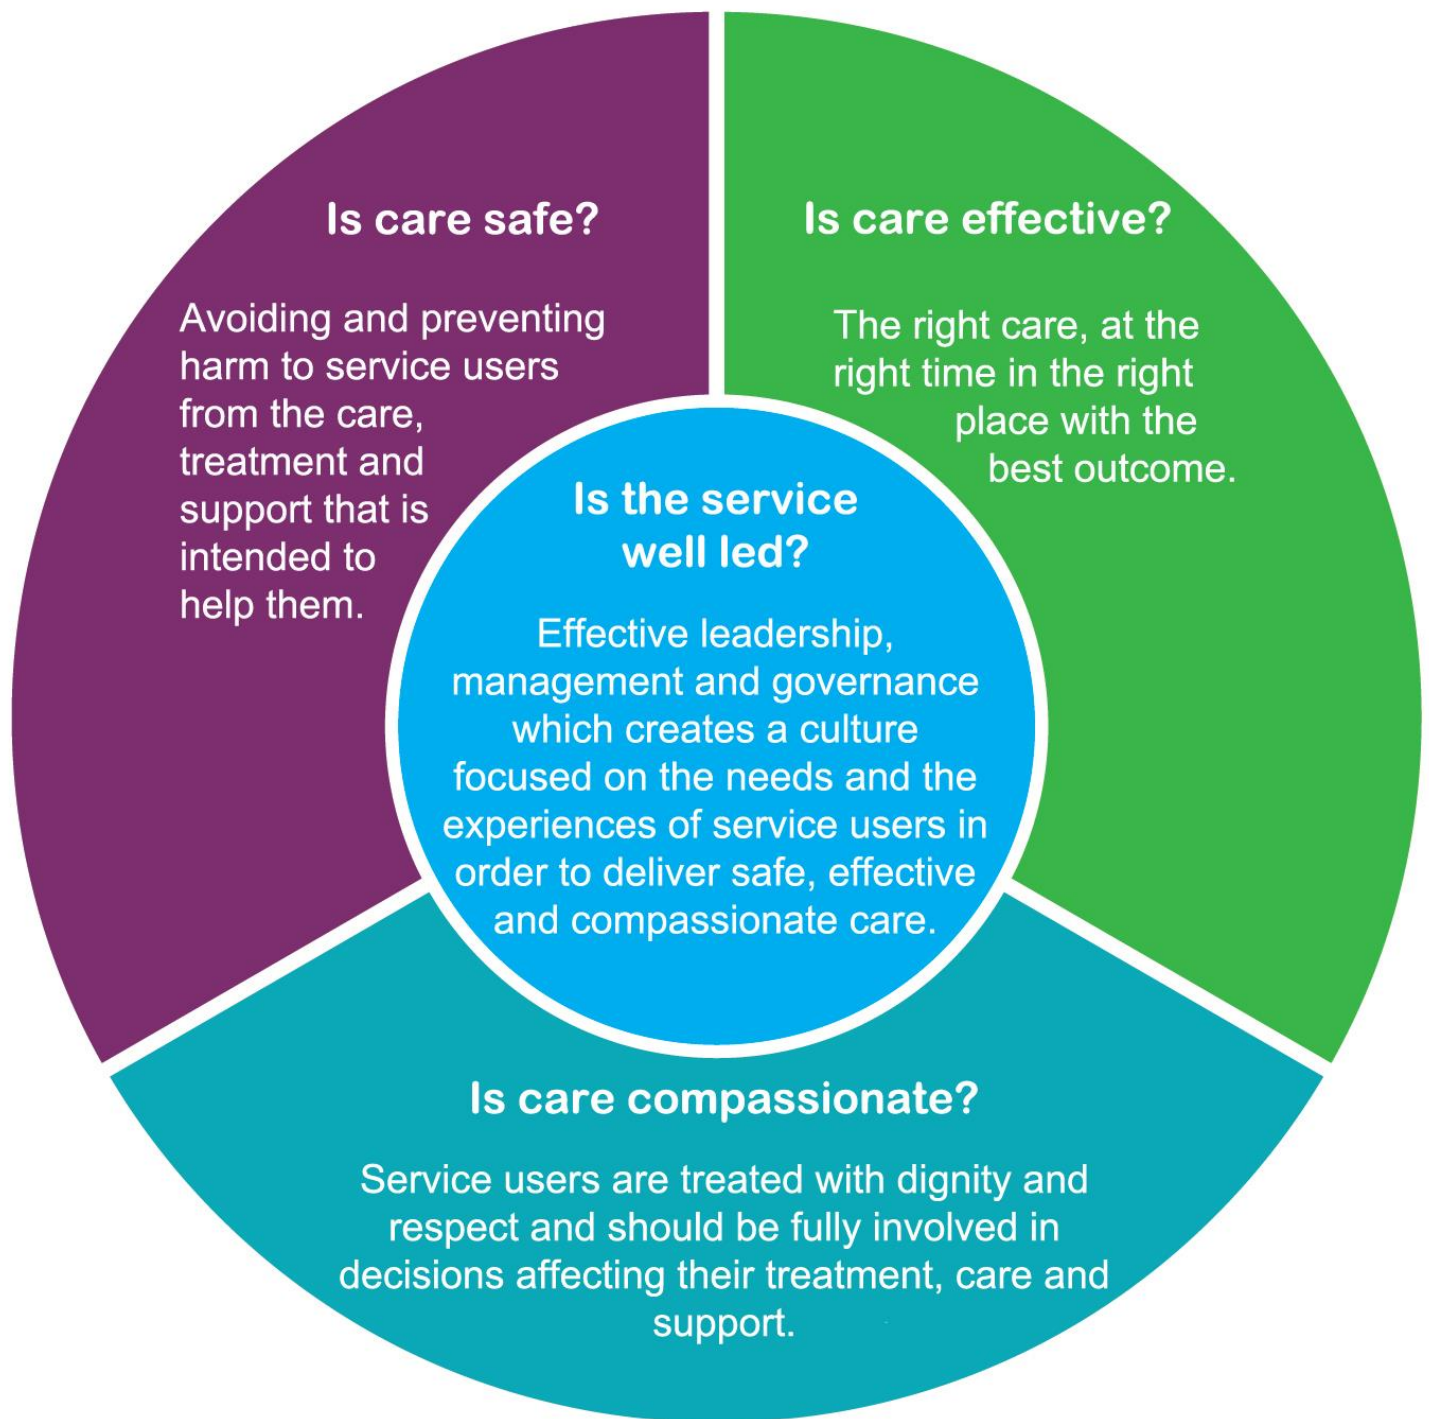 Is care safe?
Avoiding and preventing
harm to service users
from the care,
treatment and
support that is
intended to
help them.
Is care effective?
The right care, at the
right time in the right
place with the
best outcome.
Is the service
well led?
Effective leadership,
management and governance
which creates a culture
focused on the needs and the
experiences of service users in
order to deliver safe, effective
and compassionate care.
Is care compassionate?
Service users are treated with dignity and
respect and should be fully involved in
decisions affecting their treatment, care and
support.